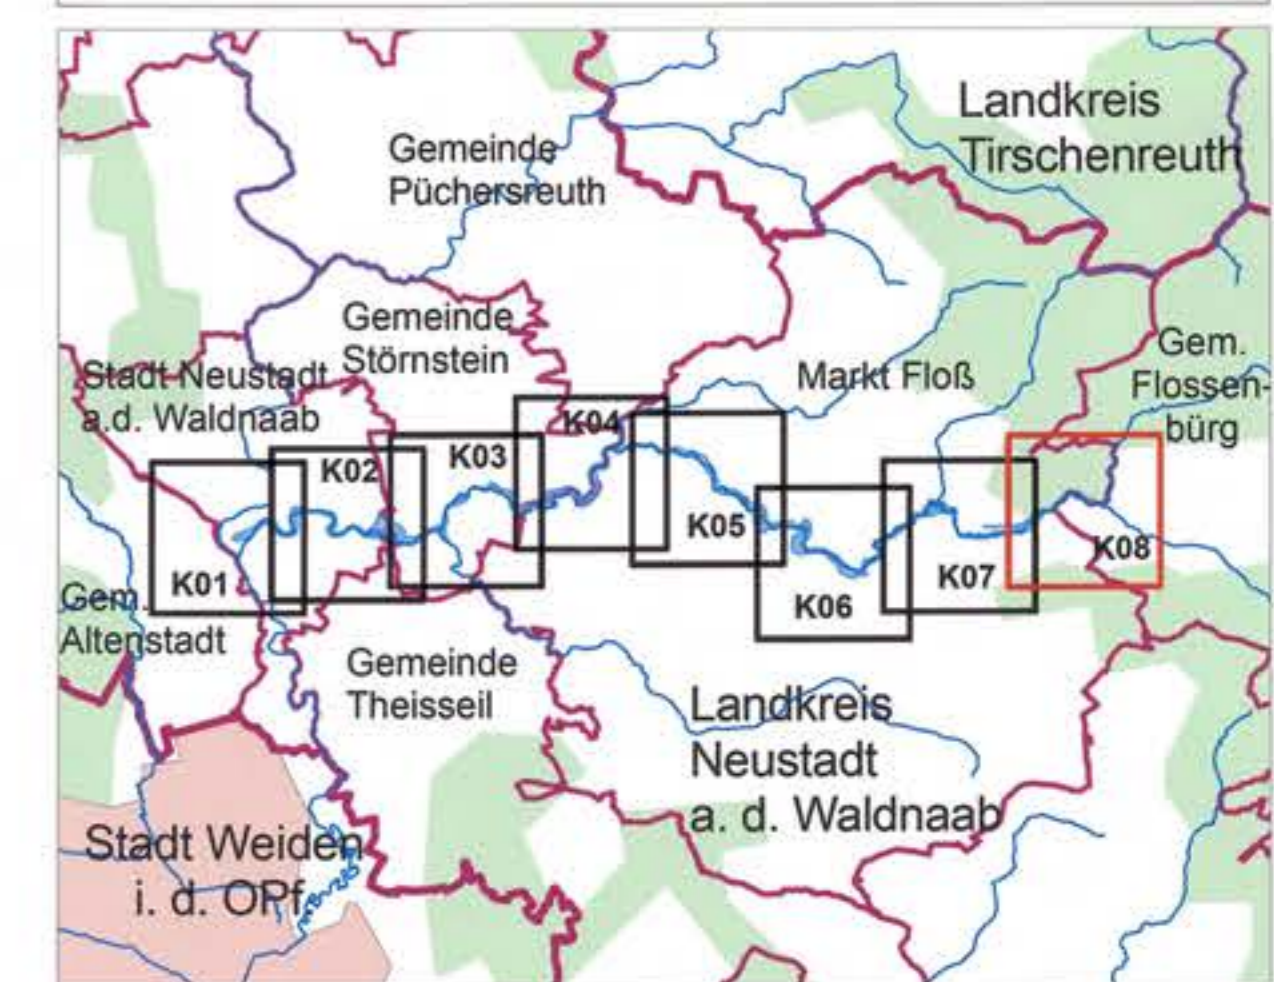 Landkreis
Tirschenreuth
Gemeinde
Püchersreuth
Gemeinde
Störnstein
Stadt Neustadt
a.d. Waldnaab
Markt Floß
Gem.
Flossen-
bürg
K01
K02
K03
K04
K05
K06
K07
K08
Gem.
Altenstadt
Gemeinde
Theisseil
Landkreis
Neustadt
a. d. Waldnaab
Stadt Weiden
i. d. OPf.